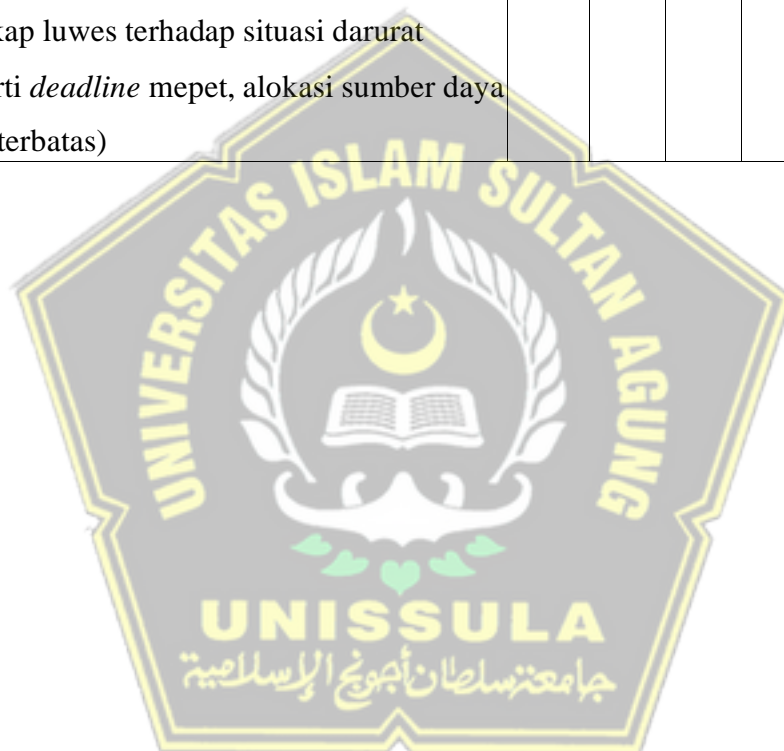 kap luwes terhadap situasi darurat
rti deadline mepet, alokasi sumber daya
terbatas)
UNIVERSITAS ISLAM SULTAN AGUNG
UNISSULA
جامعة سلطان أجونج الإسلامية